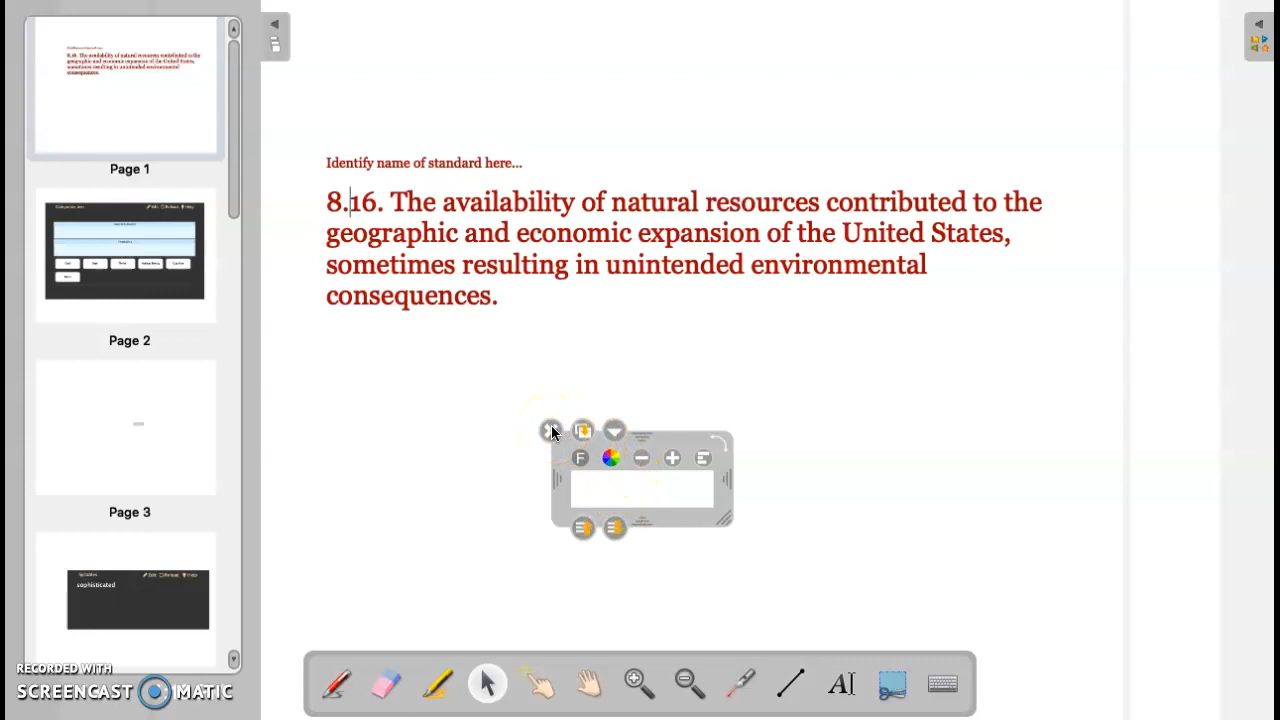 Page 1
Page 2
Page 3
sophisticated
Identify name of standard here...
8.16. The availability of natural resources contributed to the
geographic and economic expansion of the United States,
sometimes resulting in unintended environmental
consequences.
F
AI
RECORDED WITH
SCREENCAST MATIC